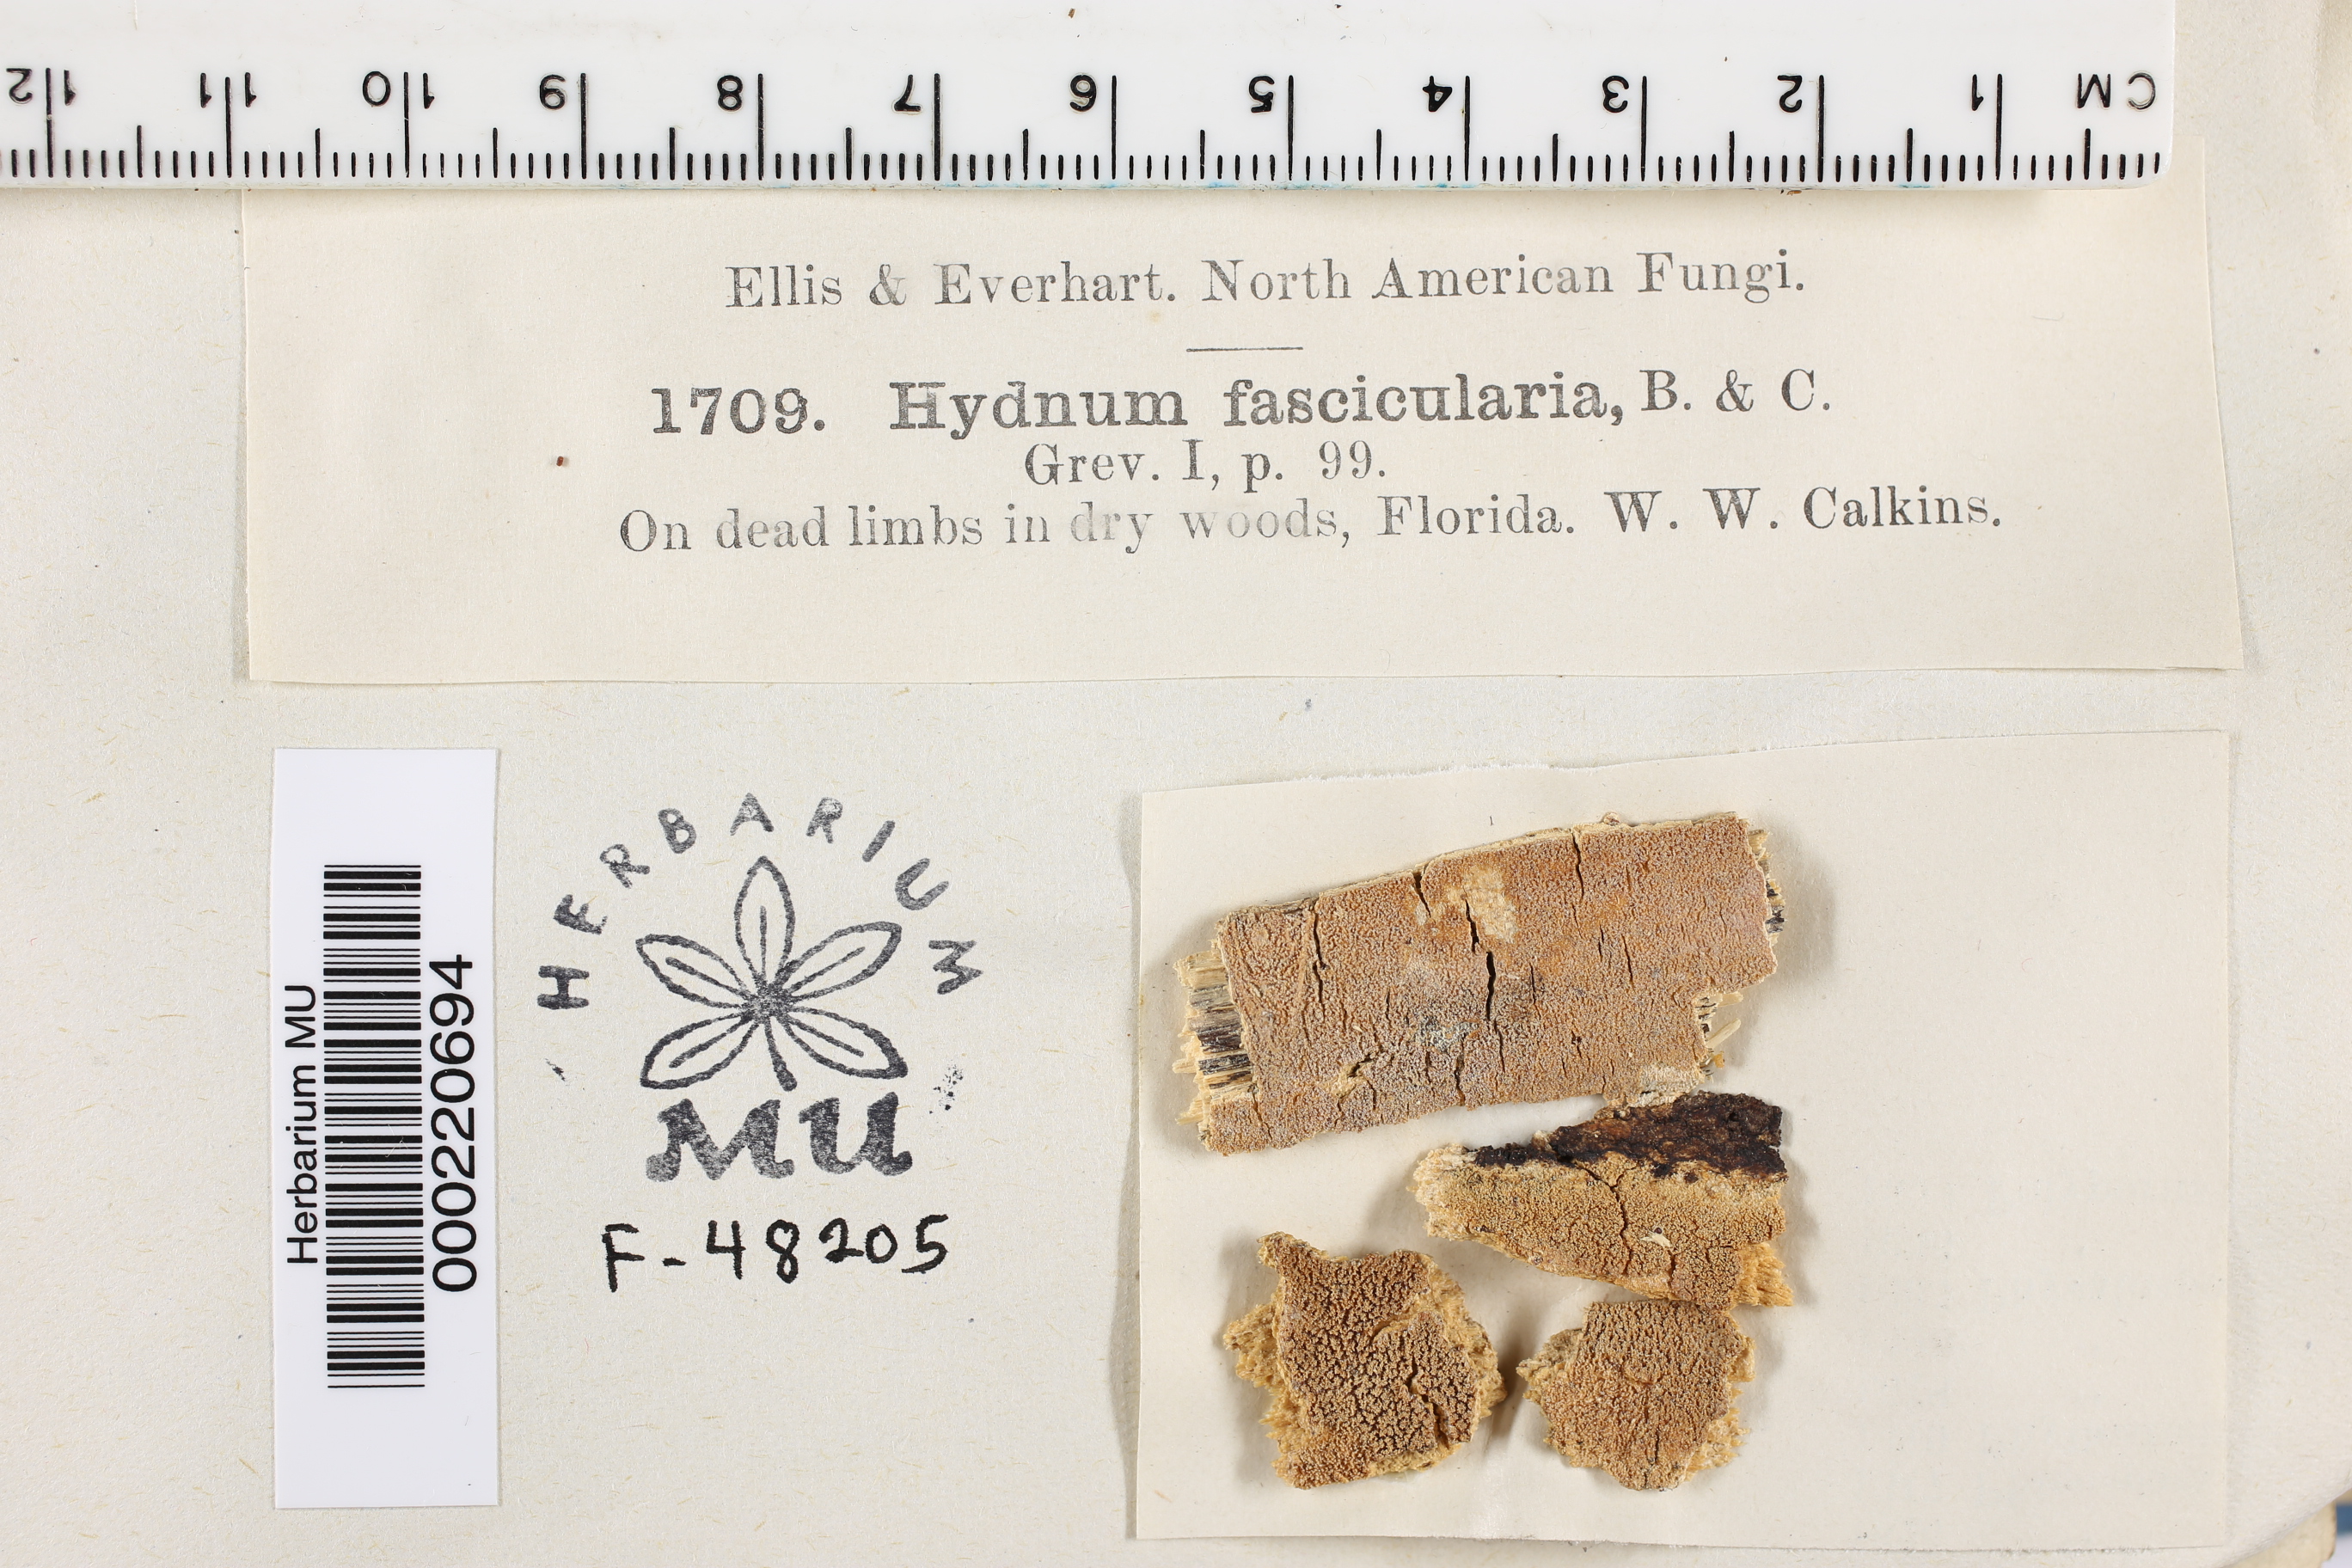 CM 1 2 3 4 5 6 7 8 9 10 11 12
Ellis & Everhart. North American Fungi.
1709. Hydnum fascicularia, B. & C.
Grev. I, p. 99.
On dead limbs in dry woods, Florida. W. W. Calkins.
Herbarium MU
000220694
HERBARIUM
MU
F-48205